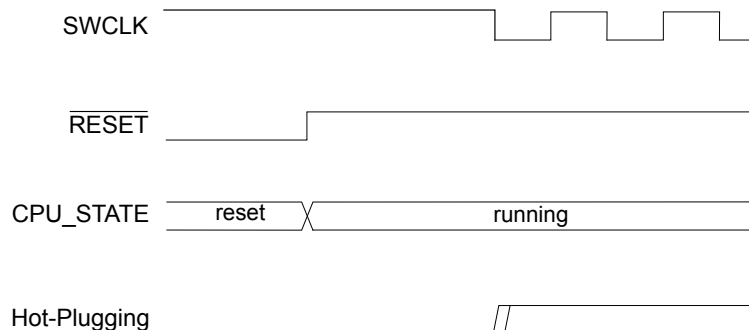 SWCLK
RESET
CPU_STATE reset running
Hot-Plugging